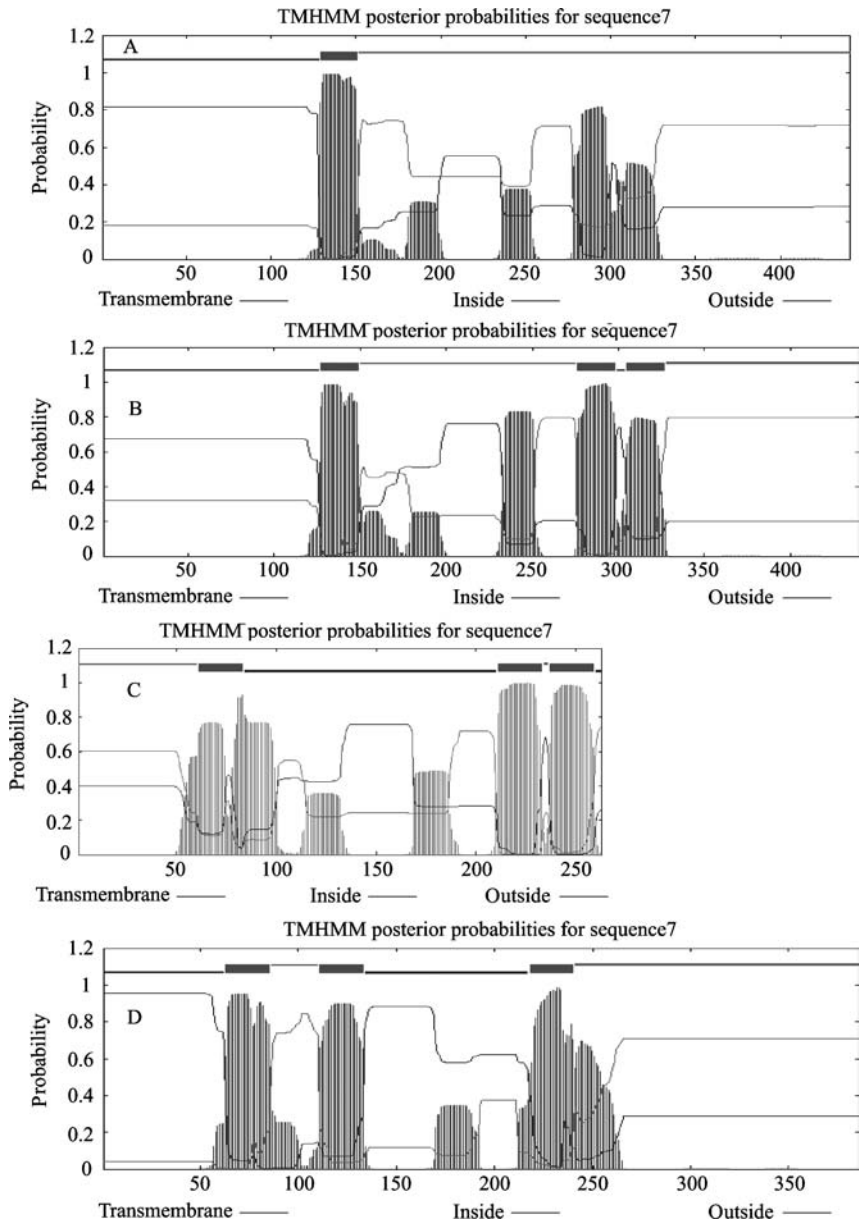 TMHMM posterior probabilities for sequence7
A
Probability
1.2
1
0.8
0.6
0.4
0.2
0
50 100 150 200 250 300 350 400
Transmembrane Inside Outside
TMHMM posterior probabilities for sequence7
B
Probability
1.2
1
0.8
0.6
0.4
0.2
0
50 100 150 200 250 300 350 400
Transmembrane Inside Outside
TMHMM posterior probabilities for sequence7
C
Probability
1.2
1
0.8
0.6
0.4
0.2
0
50 100 150 200 250
Transmembrane Inside Outside
TMHMM posterior probabilities for sequence7
D
Probability
1.2
1
0.8
0.6
0.4
0.2
0
50 100 150 200 250 300 350
Transmembrane Inside Outside